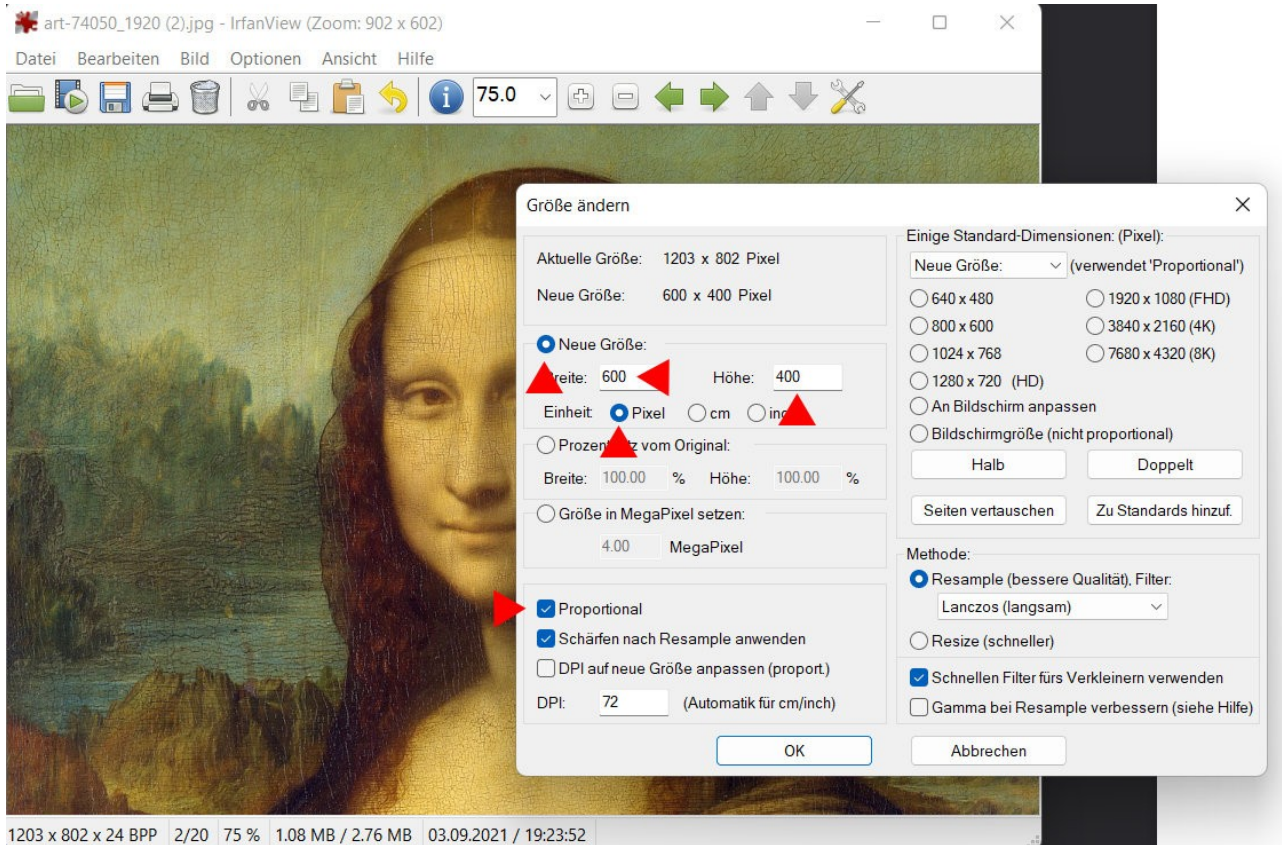 art-74050_1920 (2).jpg - IrfanView (Zoom: 902 x 602)
Datei Bearbeiten Bild Optionen Ansicht Hilfe
75.0
Größe ändern
Aktuelle Größe: 1203 x 802 Pixel
Neue Größe: 600 x 400 Pixel
Neue Größe:
Breite: 600 Höhe: 400
Einheit: Pixel cm
Prozentsatz vom Original:
Breite: 100.00 % Höhe: 100.00 %
Größe in MegaPixel setzen:
4.00 MegaPixel
Proportional
Schärfen nach Resample anwenden
DPI auf neue Größe anpassen (proport.)
DPI: 72 (Automatik für cm/inch)
Einige Standard-Dimensionen: (Pixel):
Neue Größe: (verwendet 'Proportional')
640 x 480 1920 x 1080 (FHD)
800 x 600 3840 x 2160 (4K)
1024 x 768 7680 x 4320 (8K)
1280 x 720 (HD)
An Bildschirm anpassen
Bildschirmgröße (nicht proportional)
Halb Doppelt
Seiten vertauschen Zu Standards hinzuf.
Methode:
Resample (bessere Qualität), Filter:
Lanczos (langsam)
Resize (schneller)
Schnellen Filter fürs Verkleinern verwenden
Gamma bei Resample verbessern (siehe Hilfe)
OK Abbrechen
1203 x 802 x 24 BPP 2/20 75 % 1.08 MB / 2.76 MB 03.09.2021 / 19:23:52